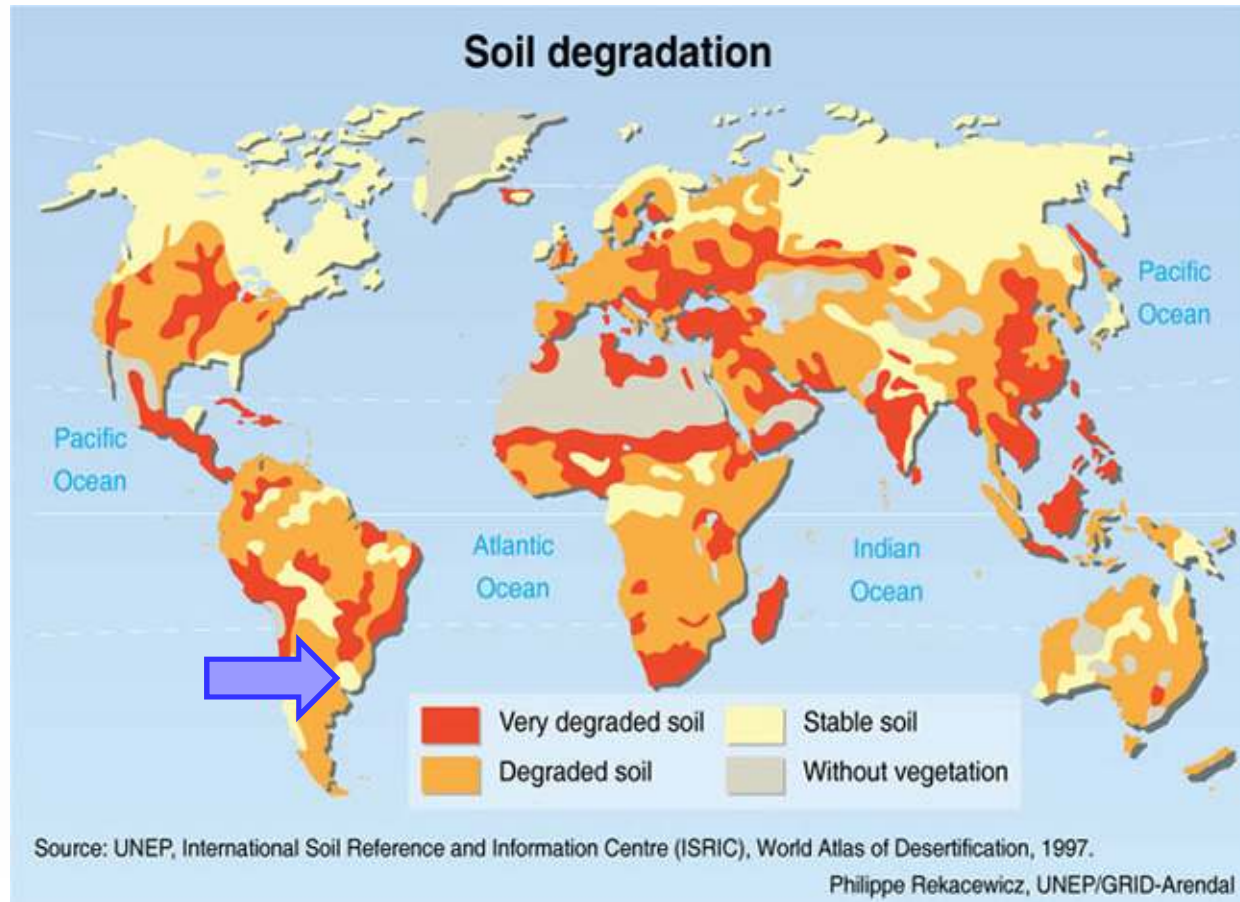 Soil degradation
Pacific
Ocean
Pacific
Ocean
Atlantic
Ocean
Indian
Ocean
Very degraded soil
Stable soil
Degraded soil
Without vegetation
Source: UNEP, International Soil Reference and Information Centre (ISRIC), World Atlas of Desertification, 1997.
Philippe Rekacewicz, UNEP/GRID-Arendal